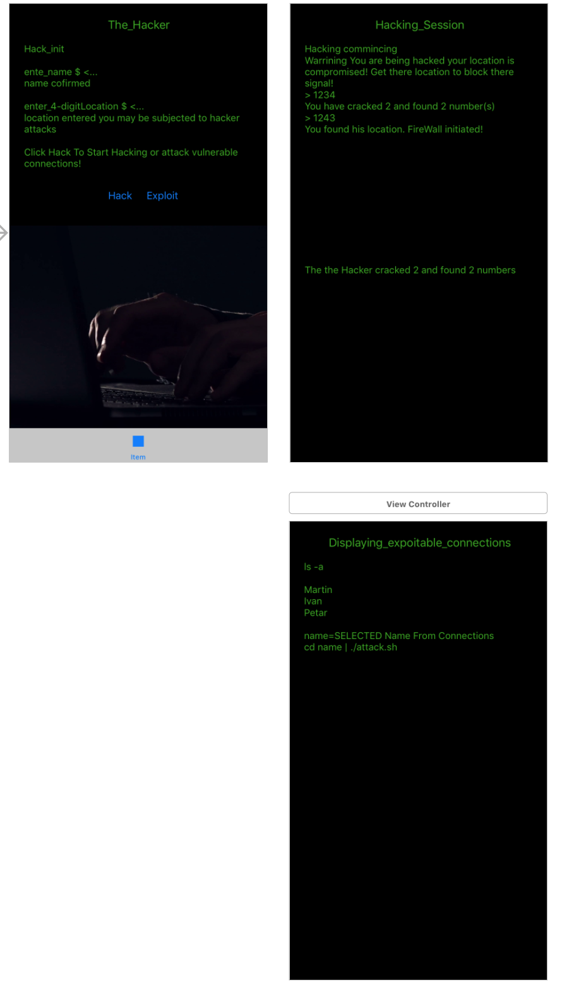 The_Hacker
Hack_init
ente_name $ <...
name cofirmed
enter_4-digitLocation $ <...
location entered you may be subjected to hacker
attacks
Click Hack To Start Hacking or attack vulnerable
connections!
Hack Exploit
Item
Hacking_Session
Hacking commincing
Warrining You are being hacked your location is
compromised! Get there location to block there
signal!
> 1234
You have cracked 2 and found 2 number(s)
> 1243
You found his location. FireWall initiated!
The the Hacker cracked 2 and found 2 numbers
View Controller
Displaying_expoitable_connections
ls -a
Martin
Ivan
Petar
name=SELECTED Name From Connections
cd name | ./attack.sh